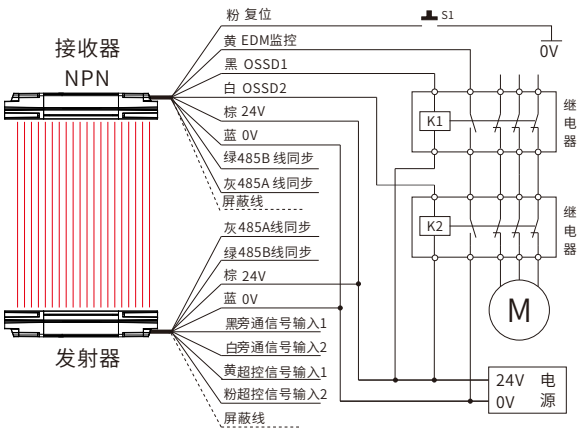 接收器
NPN
粉 复位
黄 EDM监控
黑 OSSD1
白 OSSD2
棕 24V
蓝 0V
绿485B 线同步
灰485A 线同步
屏蔽线
灰485A线同步
绿485B线同步
棕 24V
蓝 0V
黑旁通信号输入1
白旁通信号输入2
黄超控信号输入1
粉超控信号输入2
屏蔽线
发射器
S1
0V
K1
继电器
K2
继电器
M
24V 电
0V 源